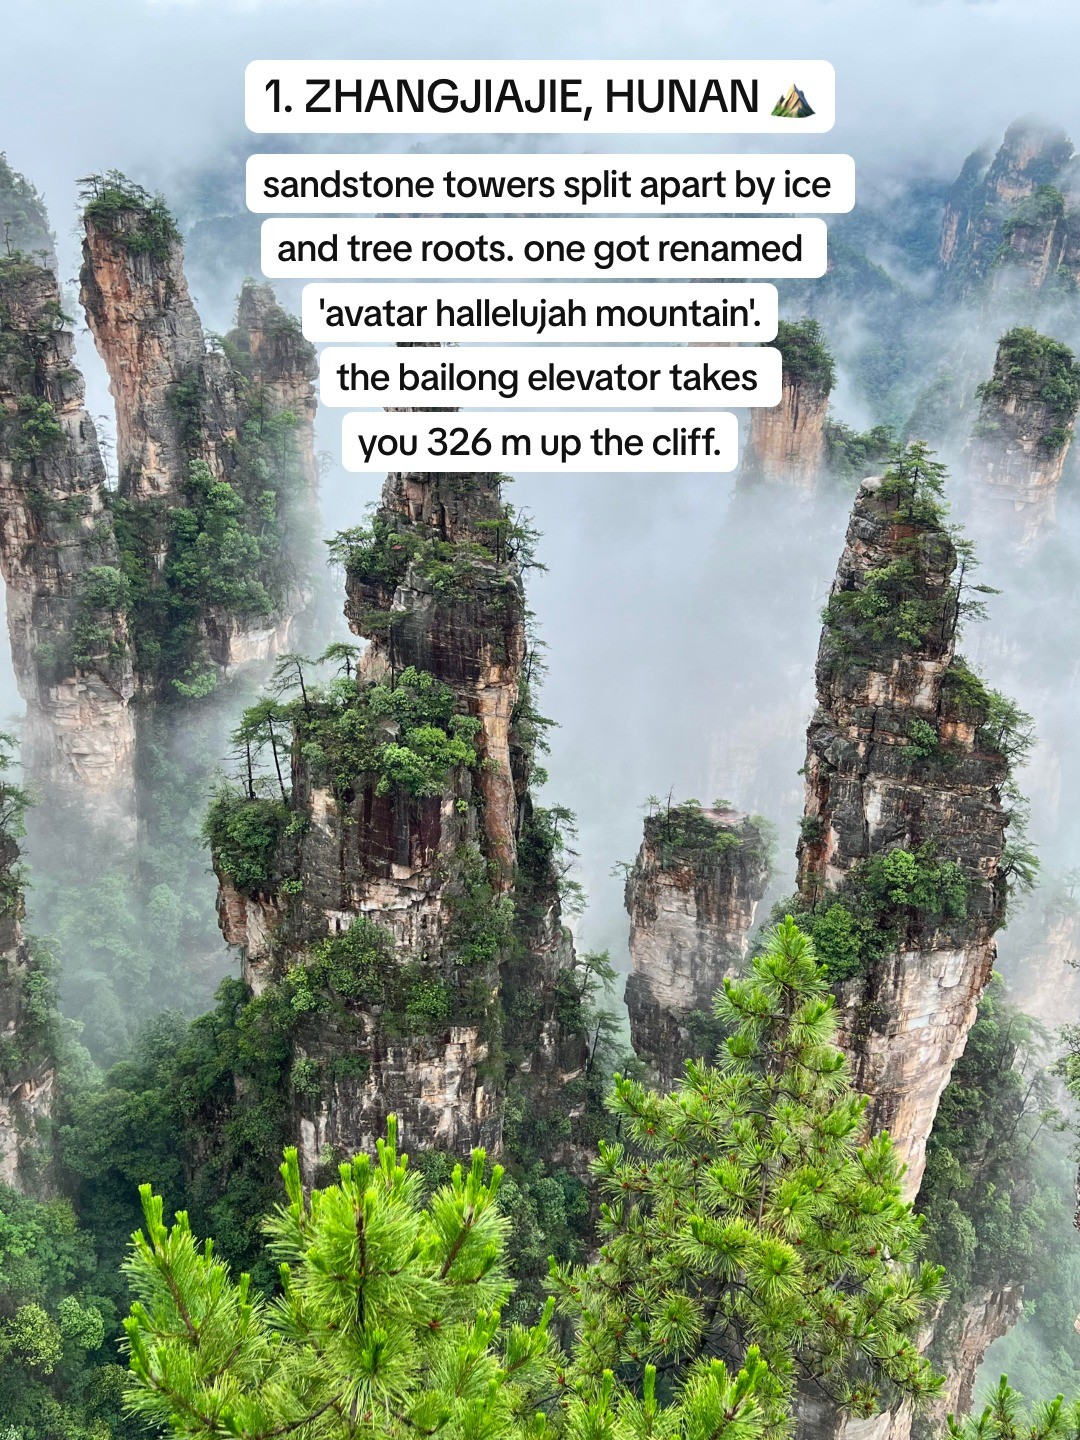 1. ZHANGJIAJIE, HUNAN ⛰️
sandstone towers split apart by ice
and tree roots. one got renamed
'avatar hallelujah mountain'.
the bailong elevator takes
you 326 m up the cliff.